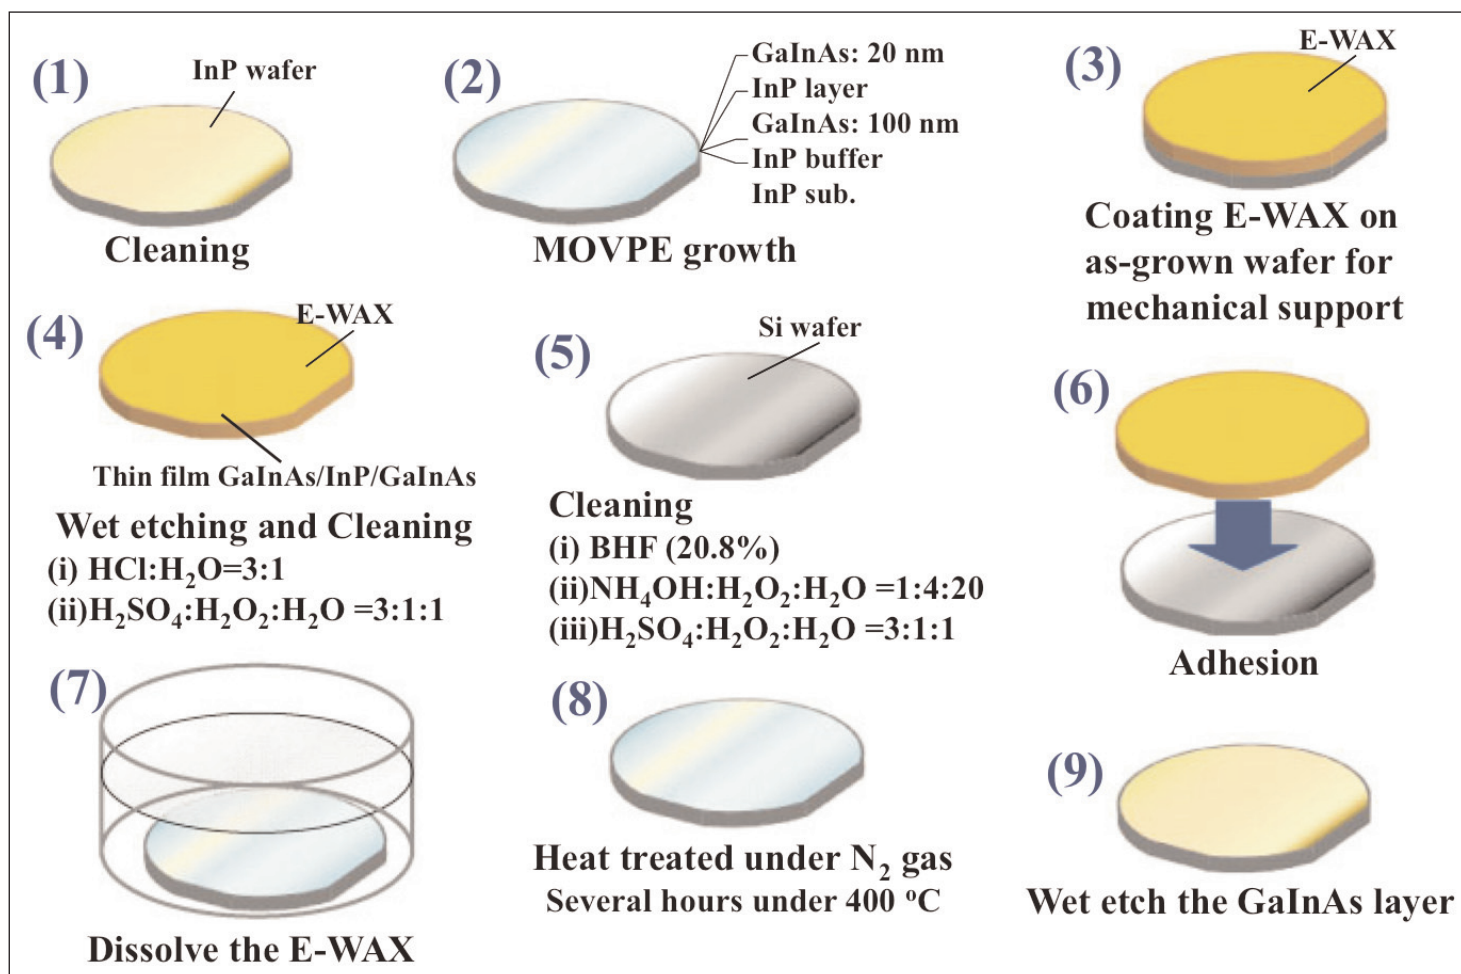 (1)
InP wafer
Cleaning
(2)
GaInAs: 20 nm
InP layer
GaInAs: 100 nm
InP buffer
InP sub.
MOVPE growth
(3)
E-WAX
Coating E-WAX on
as-grown wafer for
mechanical support
(4)
E-WAX
Thin film GaInAs/InP/GaInAs
Wet etching and Cleaning
(i) HCl:H₂O=3:1
(ii)H₂SO₄:H₂O₂:H₂O =3:1:1
(5)
Si wafer
Cleaning
(i) BHF (20.8%)
(ii)NH₄OH:H₂O₂:H₂O =1:4:20
(iii)H₂SO₄:H₂O₂:H₂O =3:1:1
(6)
Adhesion
(7)
Dissolve the E-WAX
(8)
Heat treated under N₂ gas
Several hours under 400 °C
(9)
Wet etch the GaInAs layer